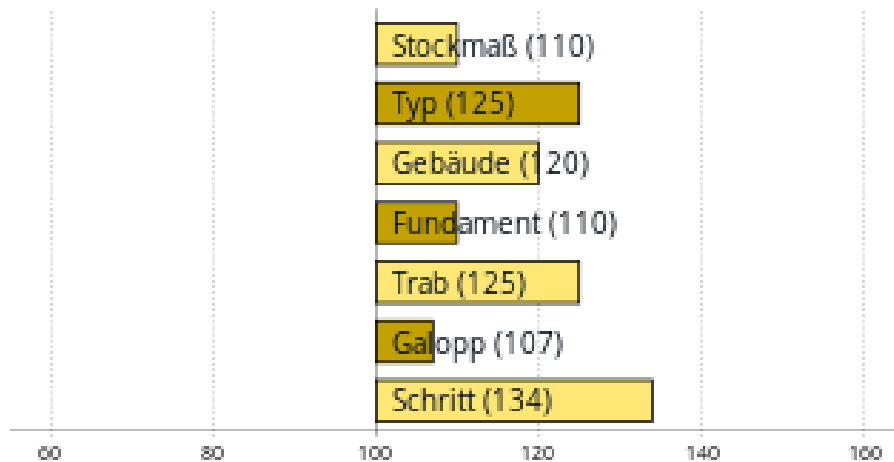 Stockmaß (110)
Typ (125)
Gebäude (120)
Fundament (110)
Trab (125)
Galopp (107)
Schritt (134)
60 80 100 120 140 160